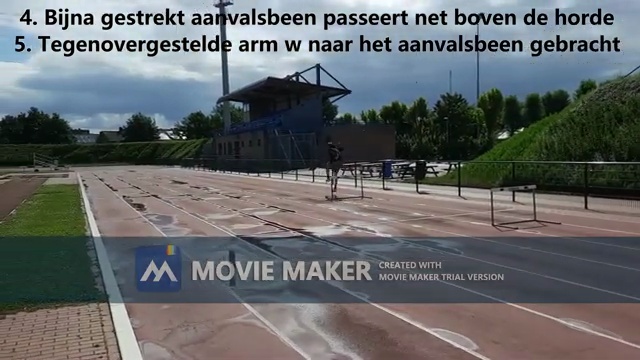 4. Bijna gestrekt aanvalsbeen passeert net boven de horde
5. Tegenovergestelde arm w naar het aanvalsbeen gebracht
MOVIE MAKER
CREATED WITH
MOVIE MAKER TRIAL VERSION